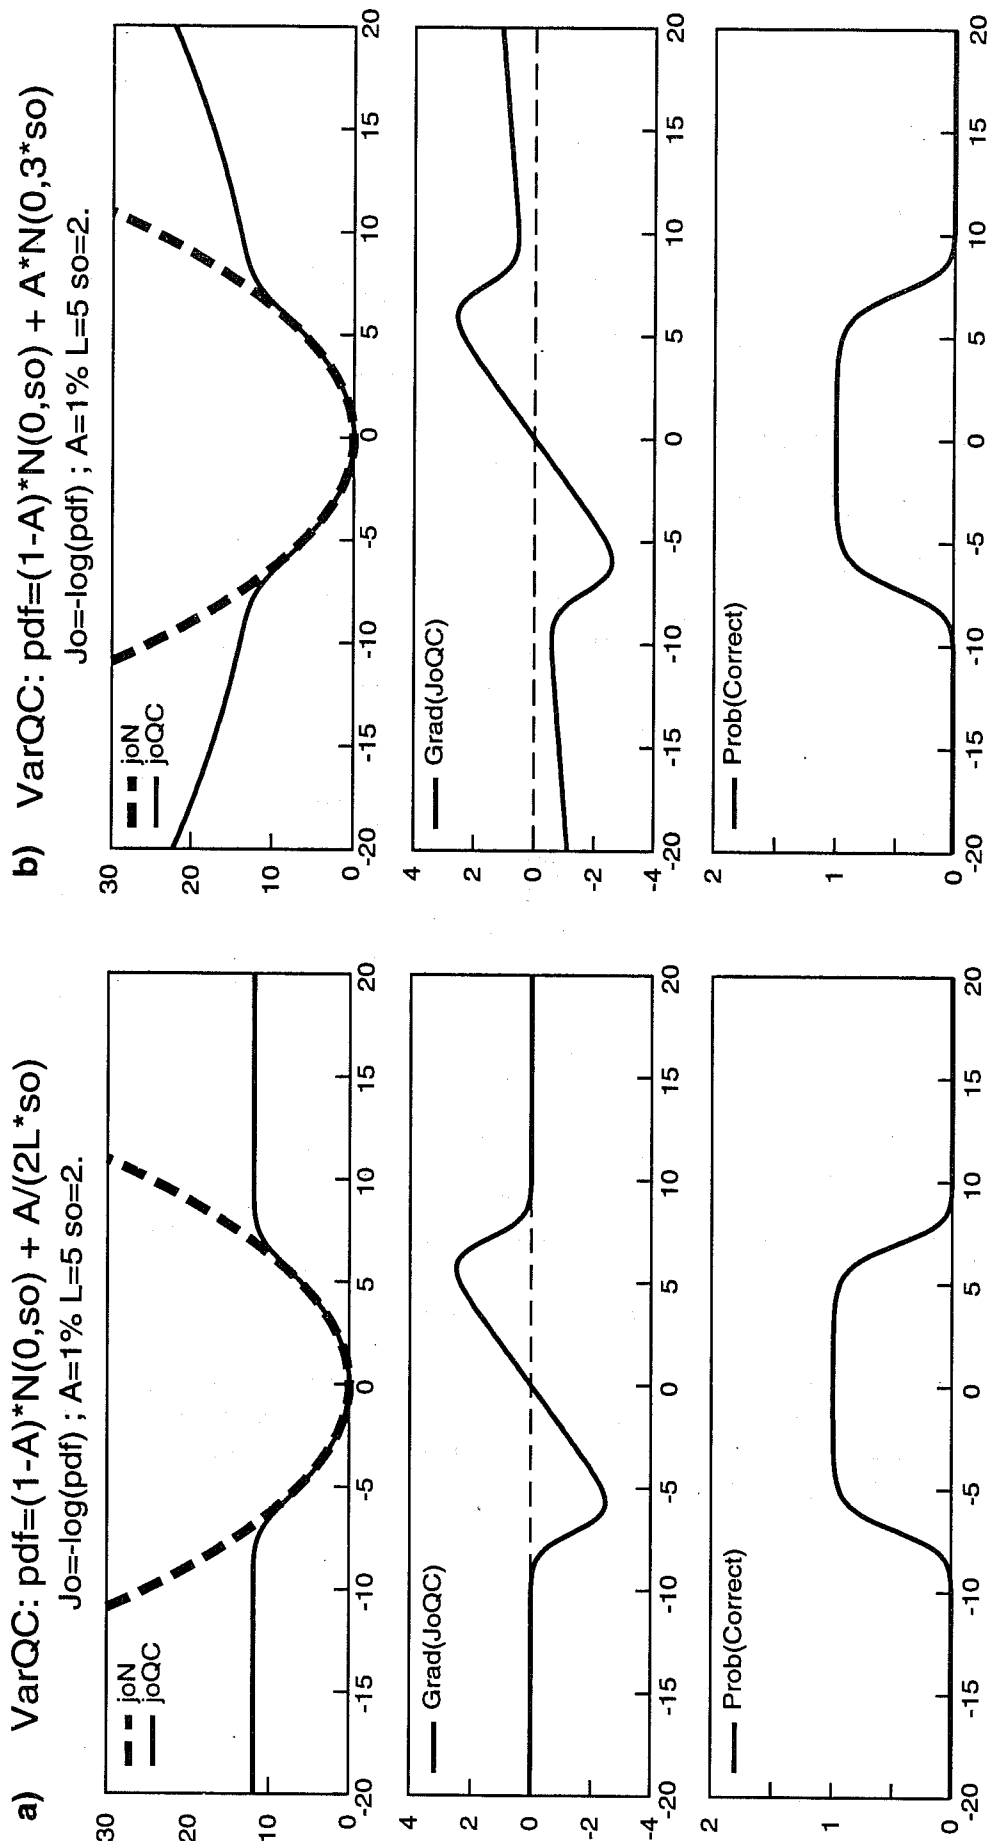 a) VarQC: pdf=(1-A)*N(0,so) + A/(2L*so)
Jo=-log(pdf) ; A=1% L=5 so=2.
30
20
10
0
joN
joQC
-20 -15 -10 -5 0 5 10 15 20
4
2
0
-2
-4
Grad(JoQC)
-20 -15 -10 -5 0 5 10 15 20
2
1
0
Prob(Correct)
-20 -15 -10 -5 0 5 10 15 20
b) VarQC: pdf=(1-A)*N(0,so) + A*N(0,3*so)
Jo=-log(pdf) ; A=1% L=5 so=2.
30
20
10
0
joN
joQC
-20 -15 -10 -5 0 5 10 15 20
4
2
0
-2
-4
Grad(JoQC)
-20 -15 -10 -5 0 5 10 15 20
2
1
0
Prob(Correct)
-20 -15 -10 -5 0 5 10 15 20